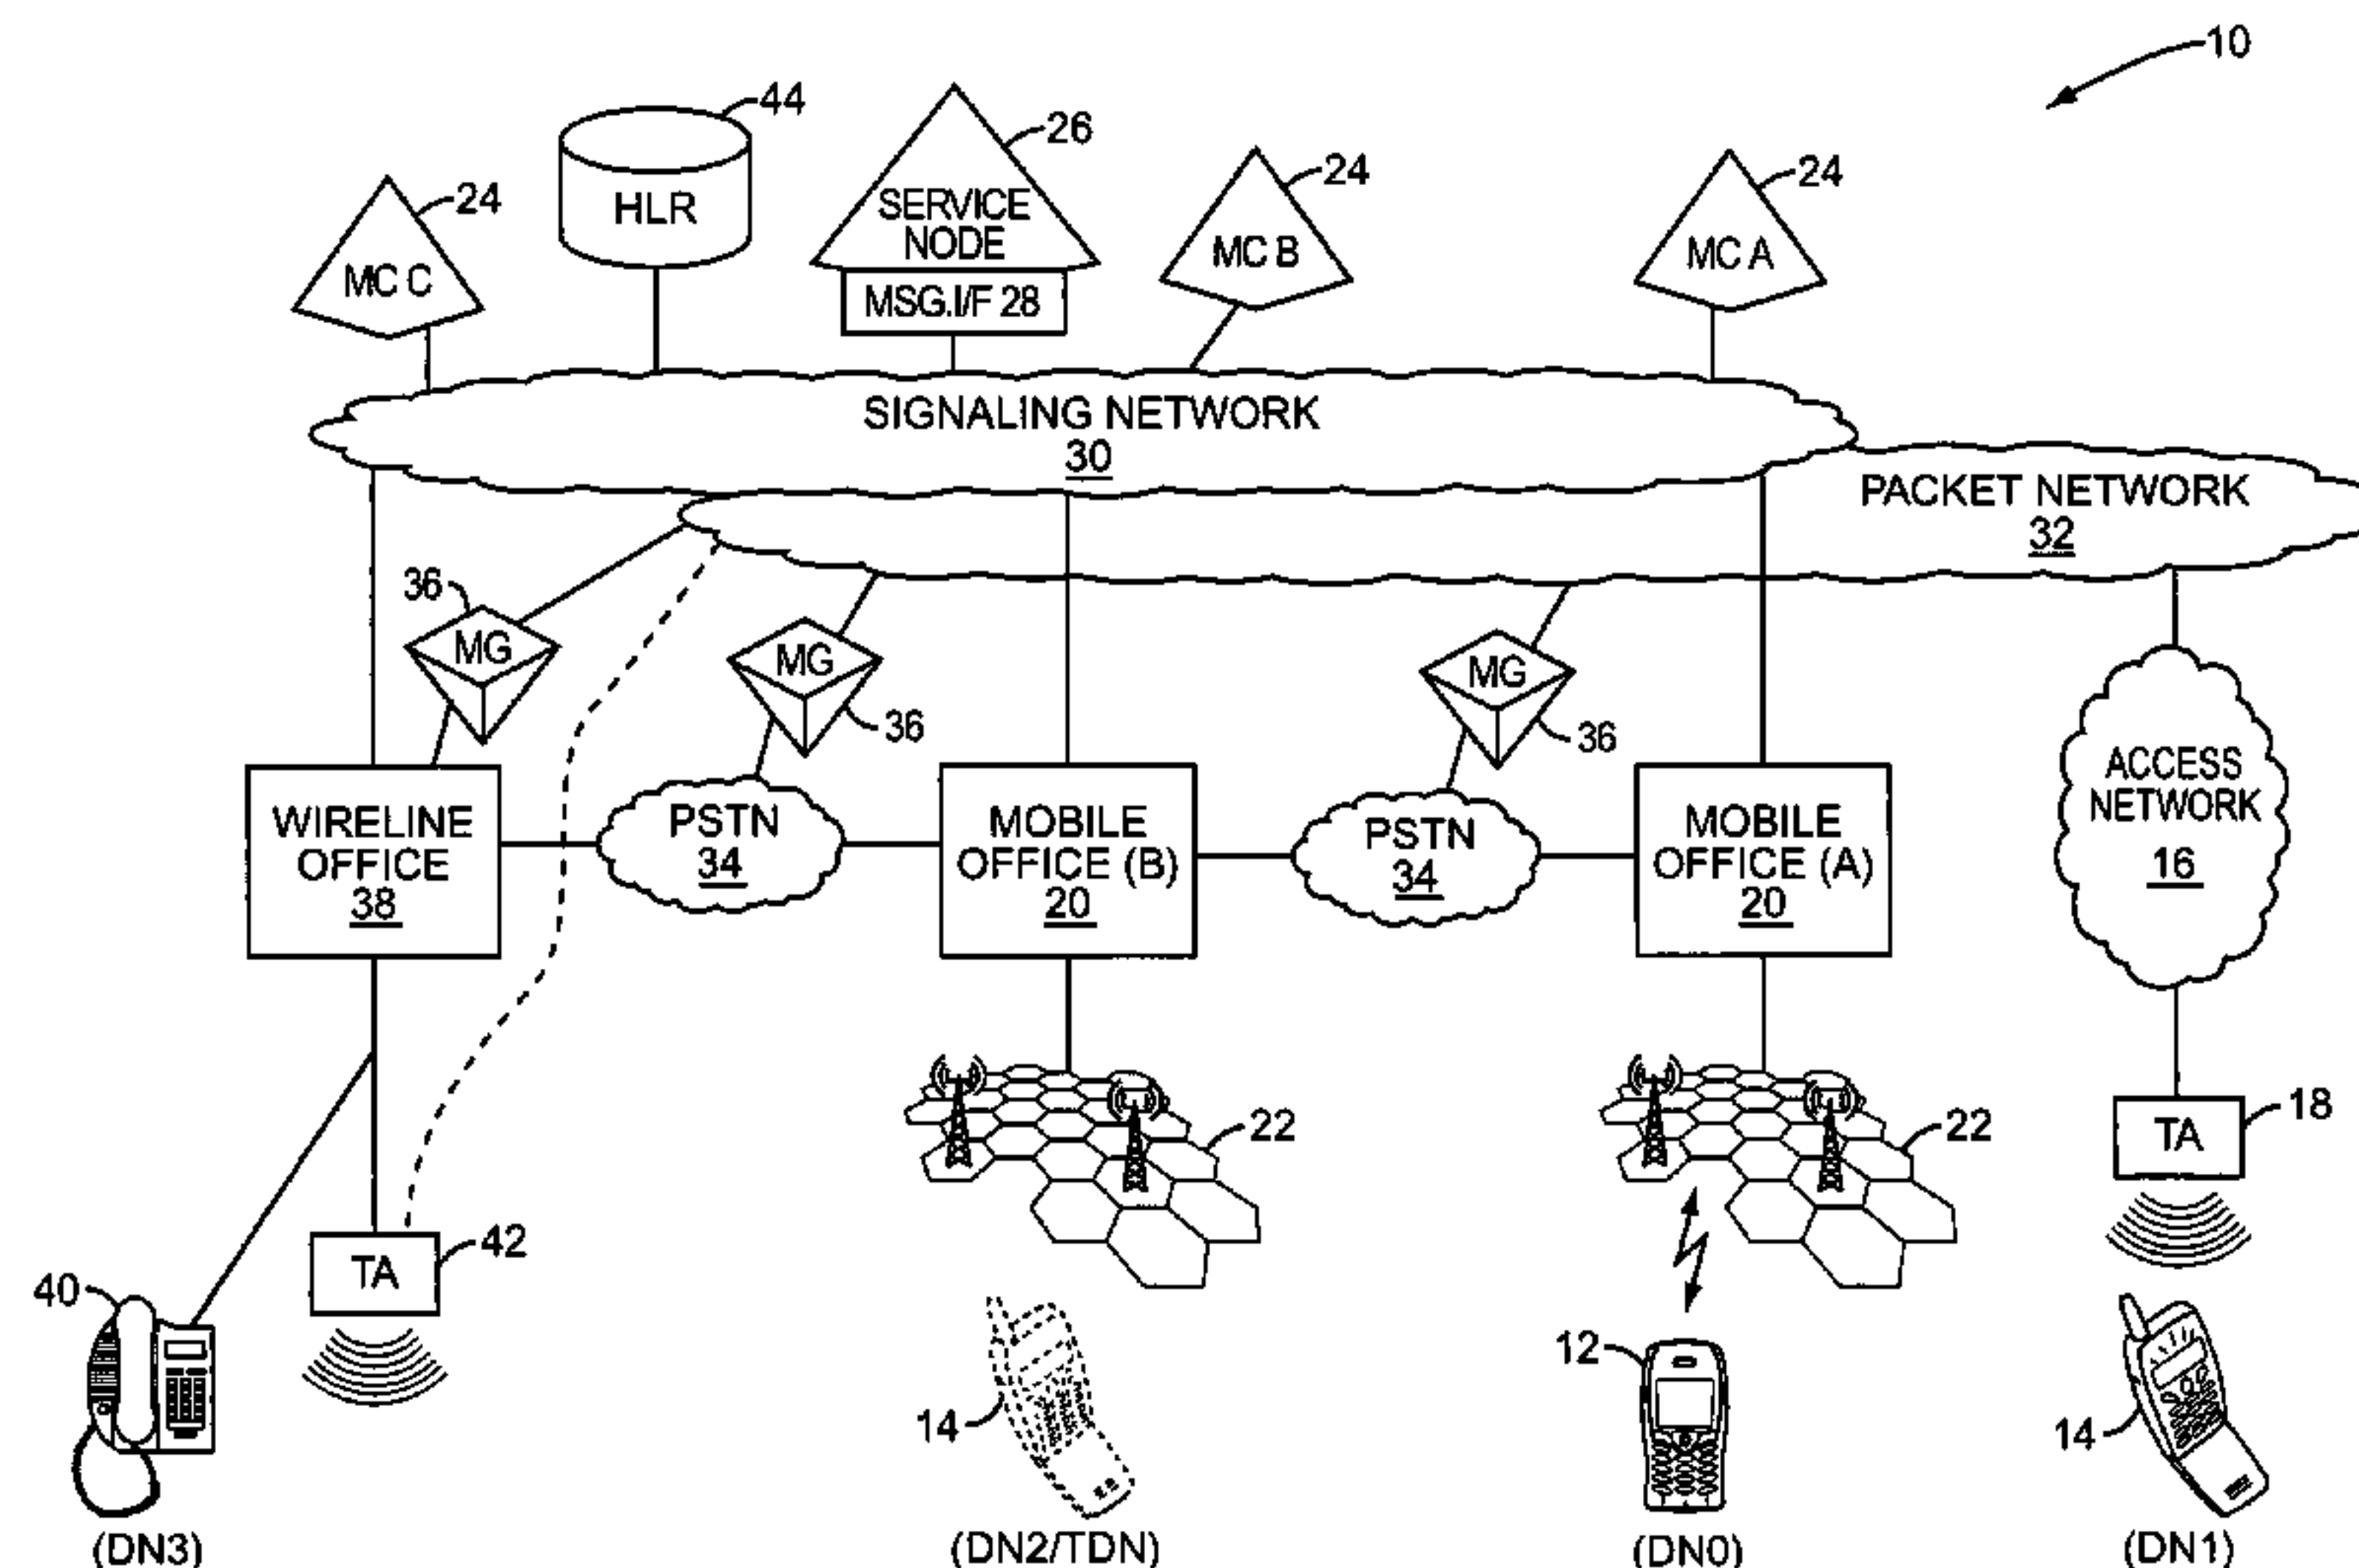 10
44
26
24
24
24
HLR
SERVICE
NODE
MC B
MC A
MC C
MSG.I/F 28
SIGNALING NETWORK
30
PACKET NETWORK
32
36
MG
MG
36
MG
36
WIRELINE
OFFICE
38
PSTN
34
MOBILE
OFFICE (B)
20
PSTN
34
MOBILE
OFFICE (A)
20
ACCESS
NETWORK
16
22
22
TA
18
TA
42
40
14
12
14
(DN3)
(DN2/TDN)
(DN0)
(DN1)